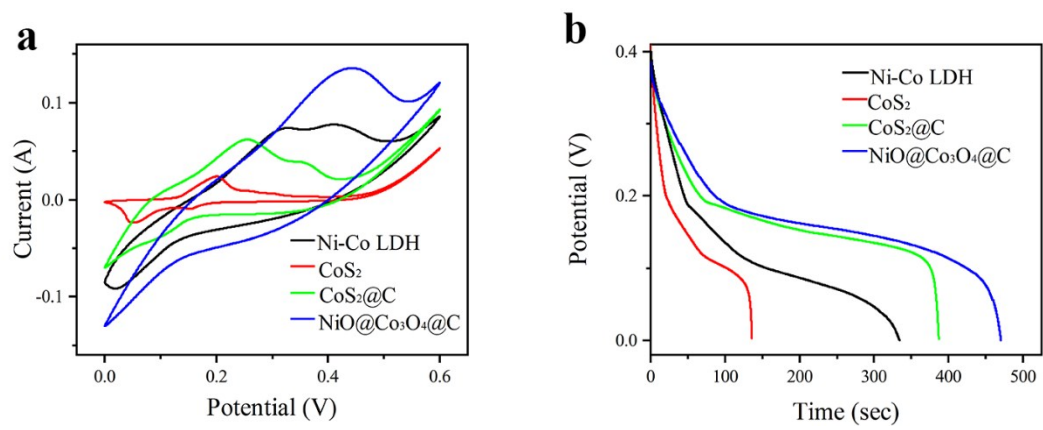 a
Current (A)
0.1
0.0
-0.1
Ni-Co LDH
CoS₂
CoS₂@C
NiO@Co₃O₄@C
0.0 0.2 0.4 0.6
Potential (V)
b
Potential (V)
0.4
0.2
0.0
Ni-Co LDH
CoS₂
CoS₂@C
NiO@Co₃O₄@C
0 100 200 300 400 500
Time (sec)